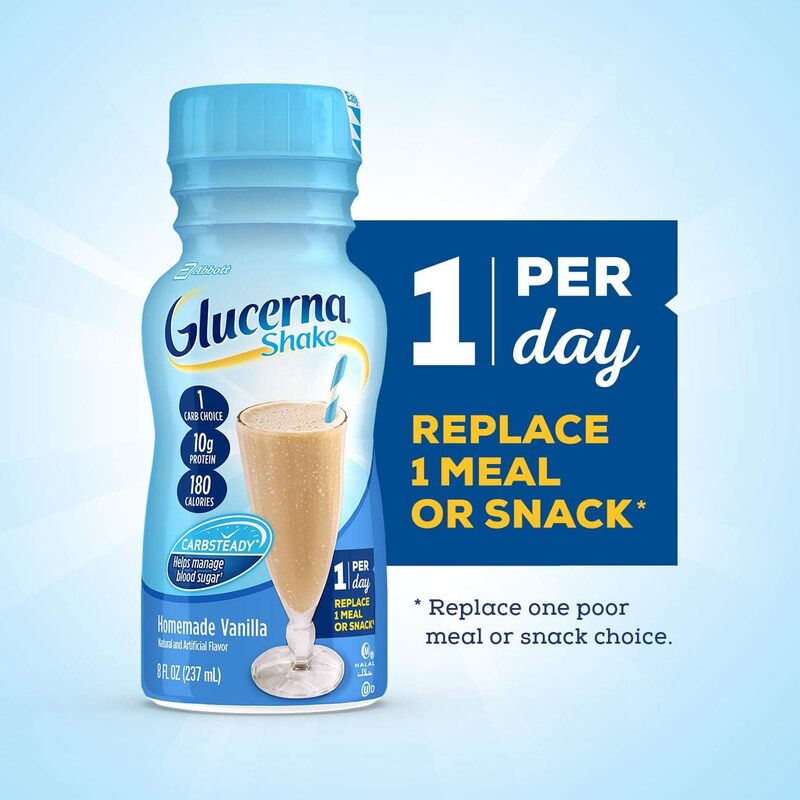 Abbott
Glucerna®
Shake
1
CARB CHOICE
10g
PROTEIN
180
CALORIES
CARBSTEADY®
Helps manage
blood sugar†
1 PER
day
REPLACE
1 MEAL
OR SNACK*
Homemade Vanilla
Natural and Artificial Flavor
8 FL OZ (237 mL)
M
HALAL
U D
1 PER
day
REPLACE
1 MEAL
OR SNACK*
* Replace one poor
meal or snack choice.